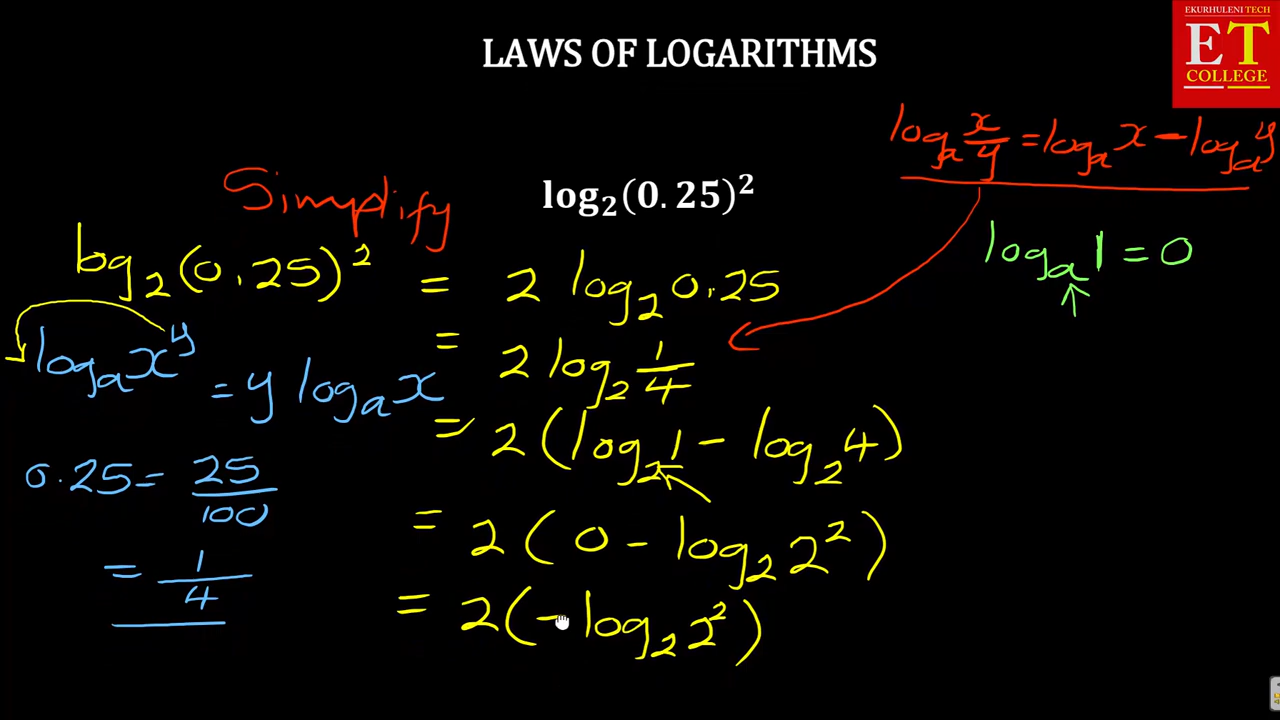 EKURHULENI TECH
ET
COLLEGE
LAWS OF LOGARITHMS
logₐ x/y = logₐ x − logₐ y
Simplify
log₂(0.25)²
logₐ 1 = 0
log₂(0.25)² = 2 log₂ 0.25
= 2 log₂ 1/4
logₐ xʸ = y logₐ x
= 2(log₂ 1 − log₂ 4)
0.25 = 25/100
= 2(0 − log₂ 2²)
= 1/4
= 2(−log₂ 2²)